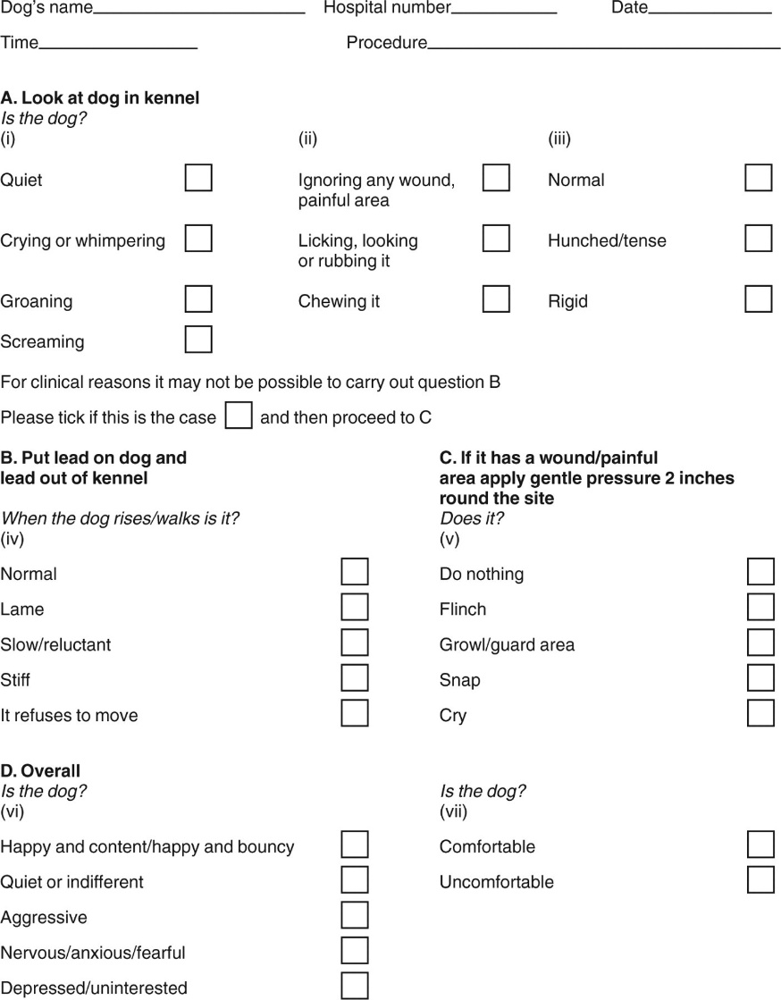 Dog's name Hospital number Date
Time Procedure
A. Look at dog in kennel
Is the dog?
(i) (ii) (iii)
Quiet Ignoring any wound, Normal
painful area
Crying or whimpering Licking, looking Hunched/tense
or rubbing it
Groaning Chewing it Rigid
Screaming
For clinical reasons it may not be possible to carry out question B
Please tick if this is the case and then proceed to C
B. Put lead on dog and
lead out of kennel
When the dog rises/walks is it?
(iv)
Normal
Lame
Slow/reluctant
Stiff
It refuses to move
C. If it has a wound/painful
area apply gentle pressure 2 inches
round the site
Does it?
(v)
Do nothing
Flinch
Growl/guard area
Snap
Cry
D. Overall
Is the dog?
(vi)
Happy and content/happy and bouncy
Quiet or indifferent
Aggressive
Nervous/anxious/fearful
Depressed/uninterested
Is the dog?
(vii)
Comfortable
Uncomfortable